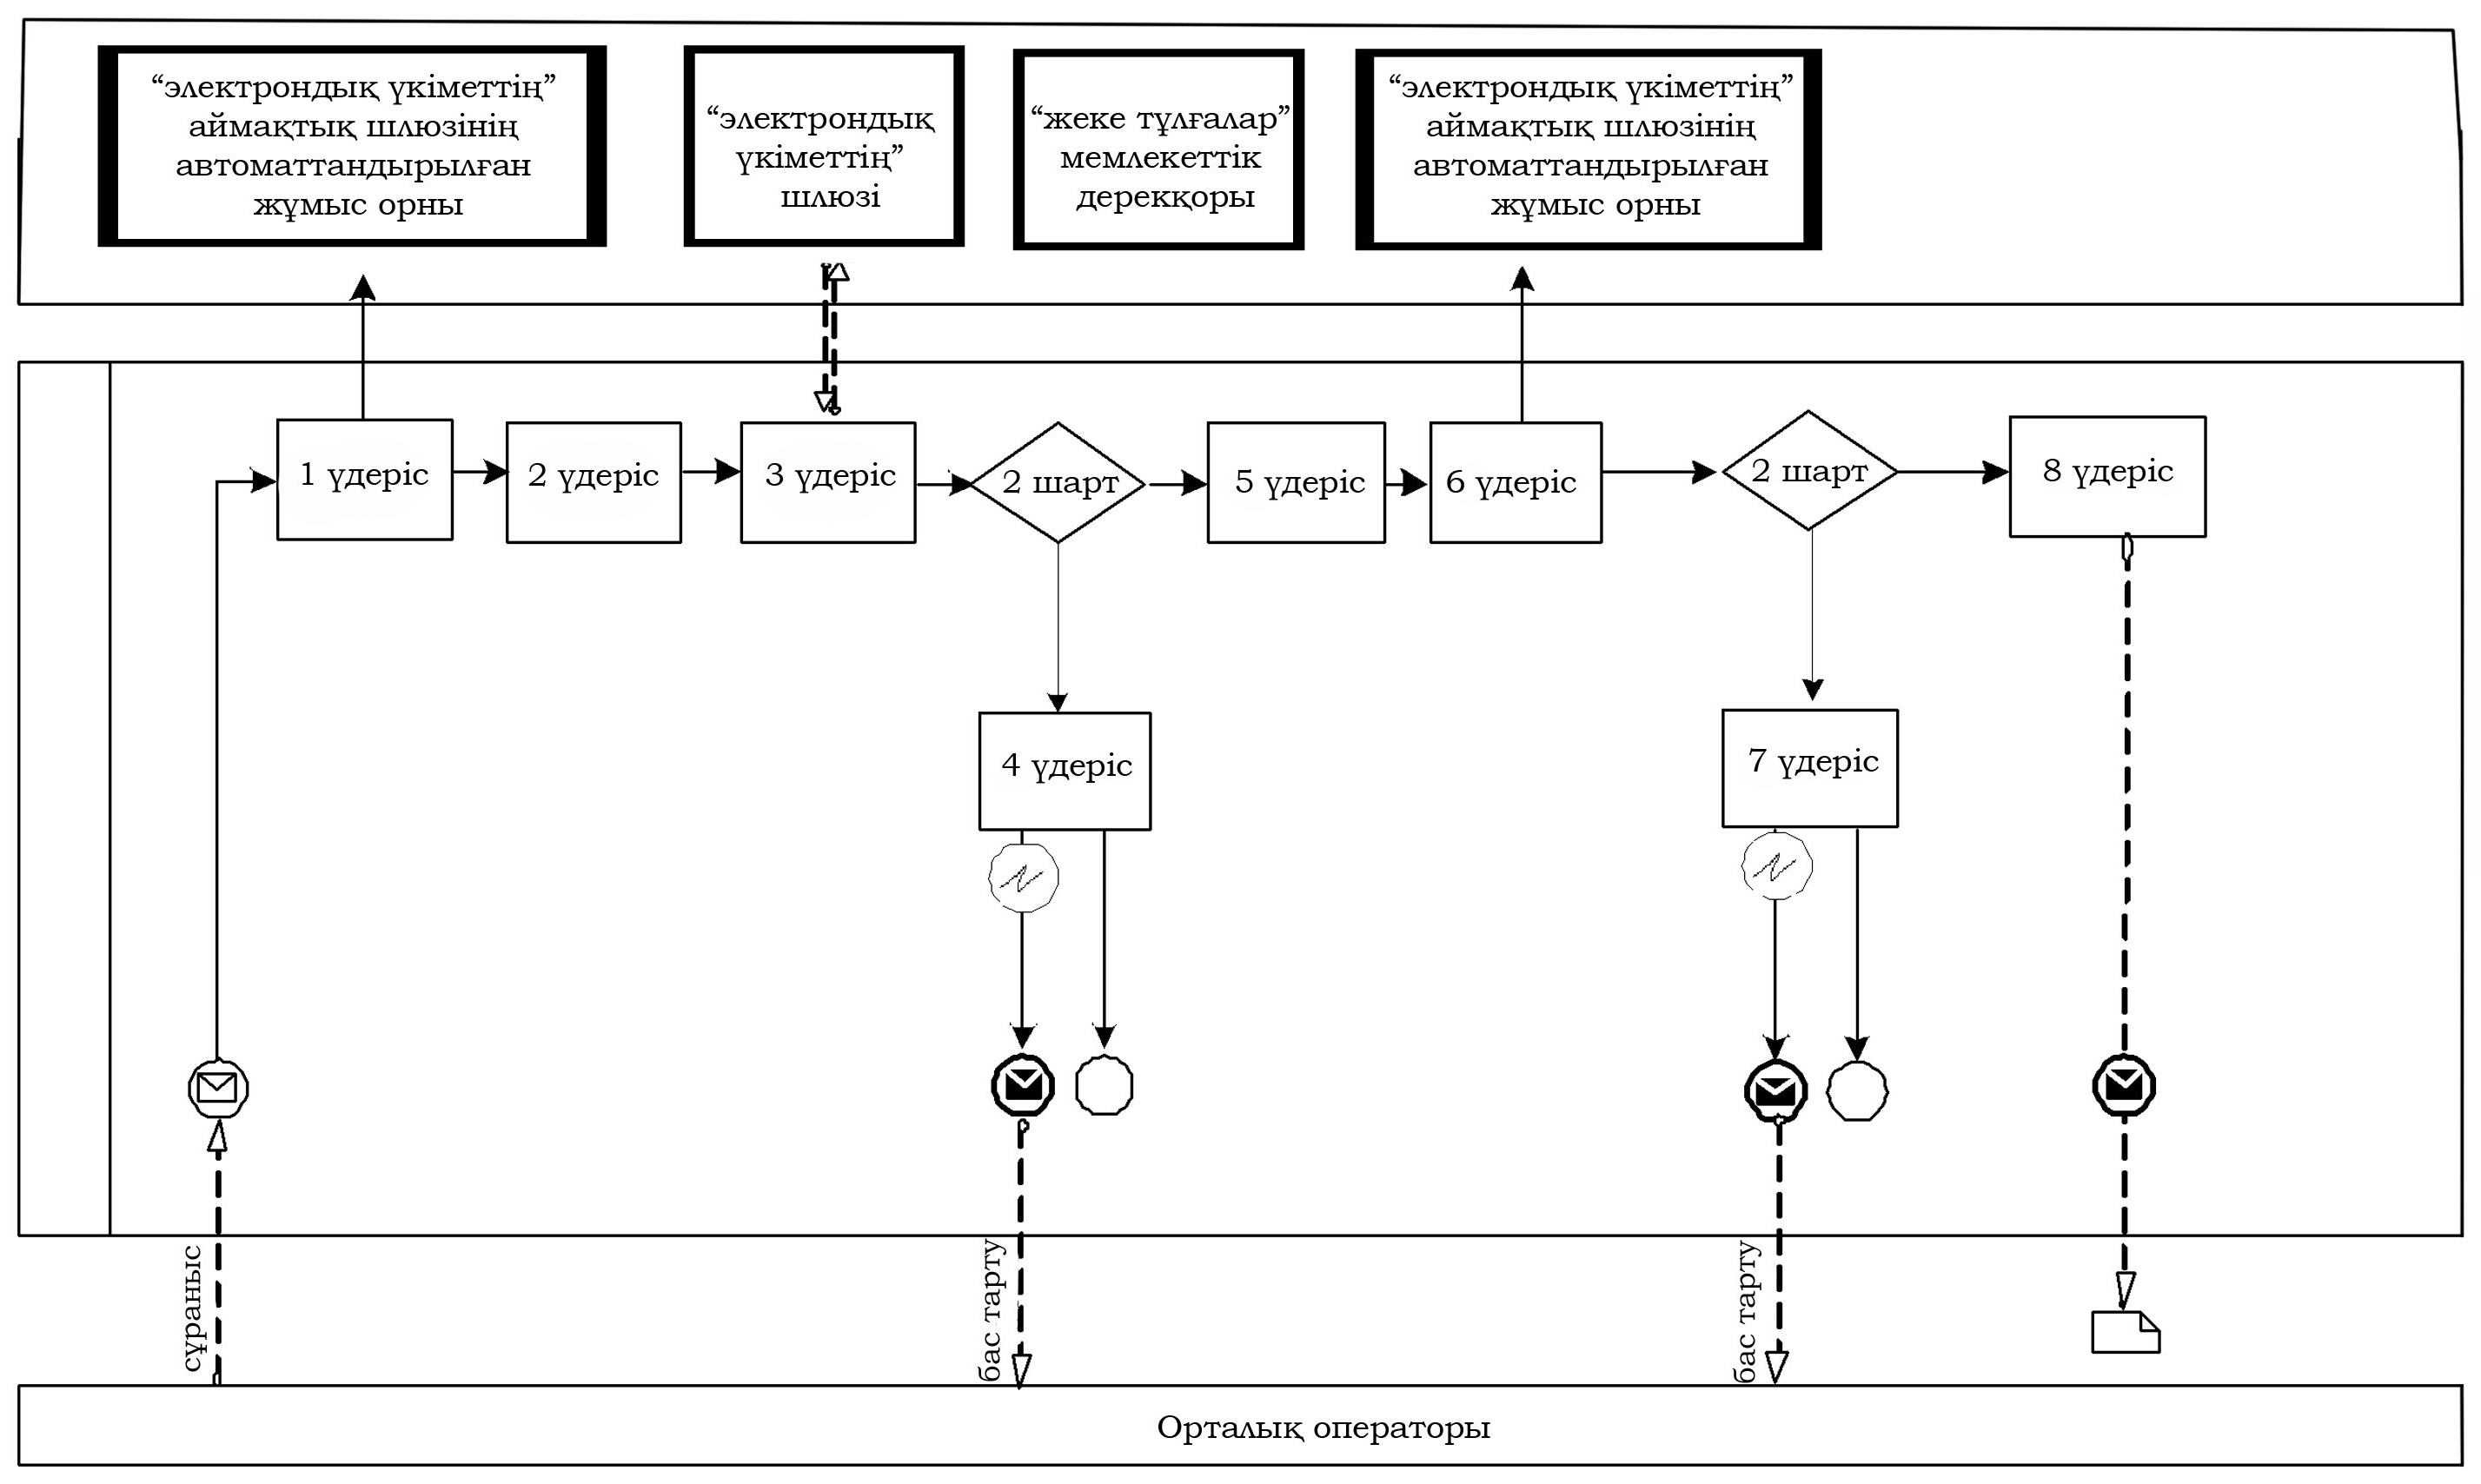 “электрондық үкіметтің”
аймақтық шлюзінің
автоматтандырылған
жұмыс орны
“электрондық
үкіметтің”
шлюзі
“жеке тұлғалар”
мемлекеттік
дерекқоры
“электрондық үкіметтің”
аймақтық шлюзінің
автоматтандырылған
жұмыс орны
1 үдеріс
2 үдеріс
3 үдеріс
2 шарт
5 үдеріс
6 үдеріс
2 шарт
8 үдеріс
4 үдеріс
7 үдеріс
сұраныс
бас тарту
бас тарту
Орталық операторы